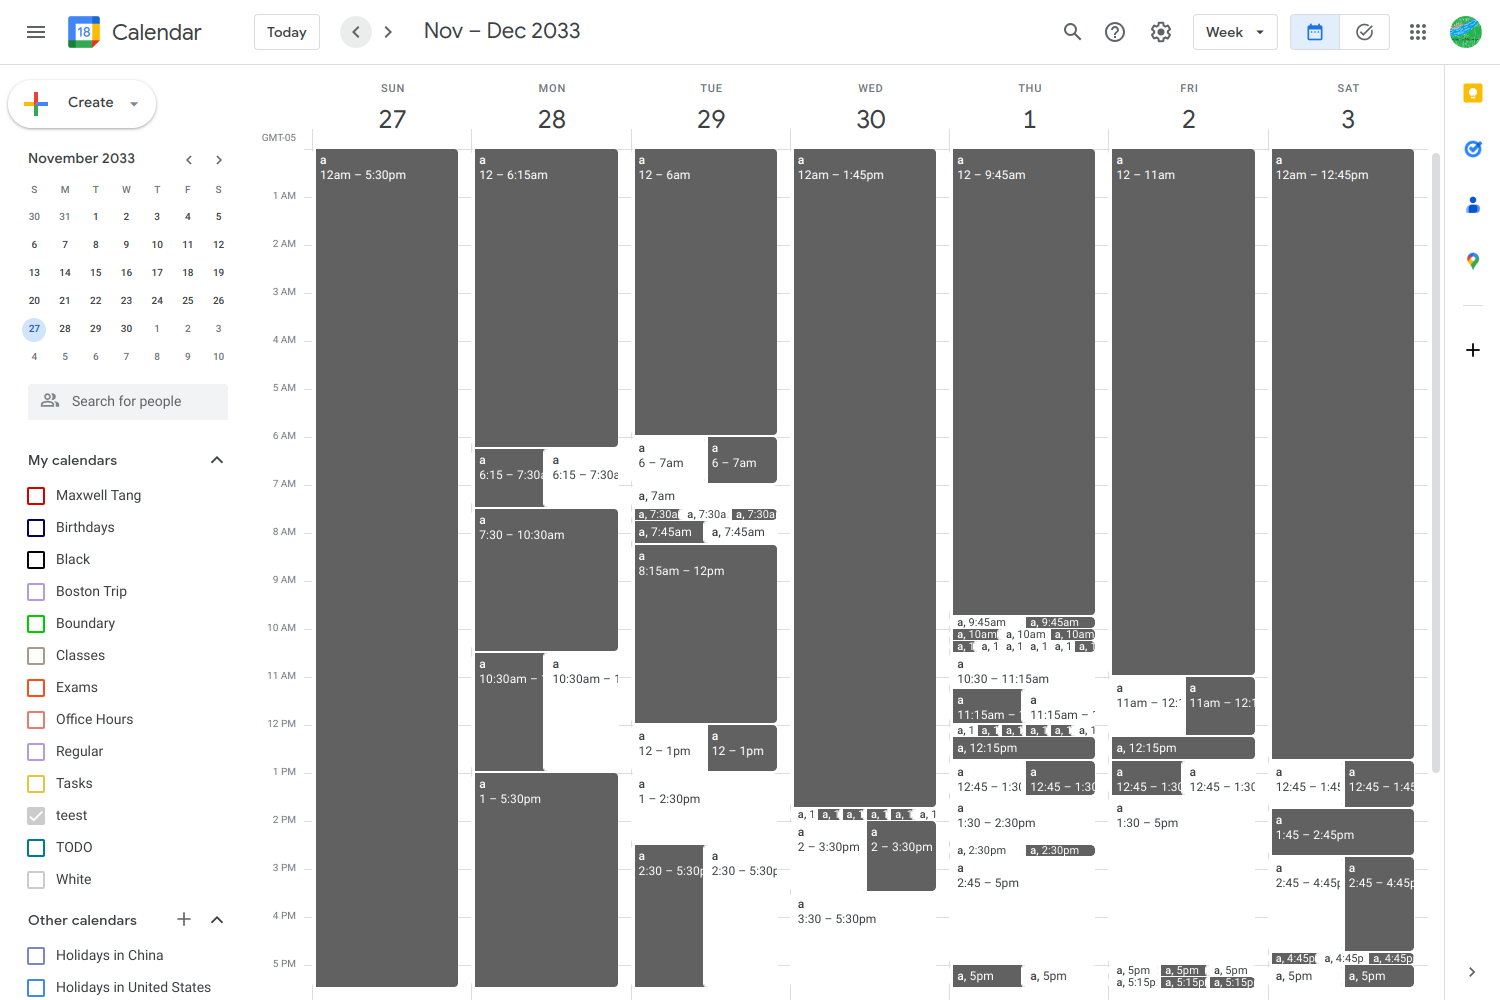 18 Calendar Today Nov – Dec 2033 Week
Create
November 2033
S M T W T F S
30 31 1 2 3 4 5
6 7 8 9 10 11 12
13 14 15 16 17 18 19
20 21 22 23 24 25 26
27 28 29 30 1 2 3
4 5 6 7 8 9 10
Search for people
My calendars
Maxwell Tang
Birthdays
Black
Boston Trip
Boundary
Classes
Exams
Office Hours
Regular
Tasks
teest
TODO
White
Other calendars
Holidays in China
Holidays in United States
SUN MON TUE WED THU FRI SAT
27 28 29 30 1 2 3
GMT-05
1 AM
2 AM
3 AM
4 AM
5 AM
6 AM
7 AM
8 AM
9 AM
10 AM
11 AM
12 PM
1 PM
2 PM
3 PM
4 PM
5 PM
a
12am – 5:30pm
a
12 – 6:15am
a
6:15 – 7:30a
a
6:15 – 7:30a
a
7:30 – 10:30am
a
10:30am –
a
10:30am – 1
a
1 – 5:30pm
a
12 – 6am
a
6 – 7am
a
6 – 7am
a, 7am
a, 7:30a
a, 7:30a
a, 7:30a
a, 7:45am
a, 7:45am
a
8:15am – 12pm
a
12 – 1pm
a
12 – 1pm
a
1 – 2:30pm
a
2:30 – 5:30p
a
2:30 – 5:30p
a
12am – 1:45pm
a, 1
a, 1
a, 1
a, 1
a, 1
a, 1
a
2 – 3:30pm
a
2 – 3:30pm
a
3:30 – 5:30pm
a
12 – 9:45am
a, 9:45am
a, 9:45am
a, 10am
a, 10am
a, 10am
a, 1
a, 1
a, 1
a, 1
a, 1
a, 1
a
10:30 – 11:15am
a
11:15am –
a
11:15am –
a, 1
a, 1
a, 1
a, 1
a, 1
a, 1
a, 12:15pm
a
12:45 – 1:30
a
12:45 – 1:30
a
1:30 – 2:30pm
a, 2:30pm
a, 2:30pm
a
2:45 – 5pm
a, 5pm
a, 5pm
a
12 – 11am
a
11am – 12:
a
11am – 12:1
a, 12:15pm
a
12:45 – 1:30
a
12:45 – 1:30
a
1:30 – 5pm
a, 5pm
a, 5pm
a, 5pm
a, 5:15p
a, 5:15p
a, 5:15p
a
12am – 12:45pm
a
12:45 – 1:45
a
12:45 – 1:45
a
1:45 – 2:45pm
a
2:45 – 4:45p
a
2:45 – 4:45p
a, 4:45p
a, 4:45p
a, 4:45p
a, 5pm
a, 5pm